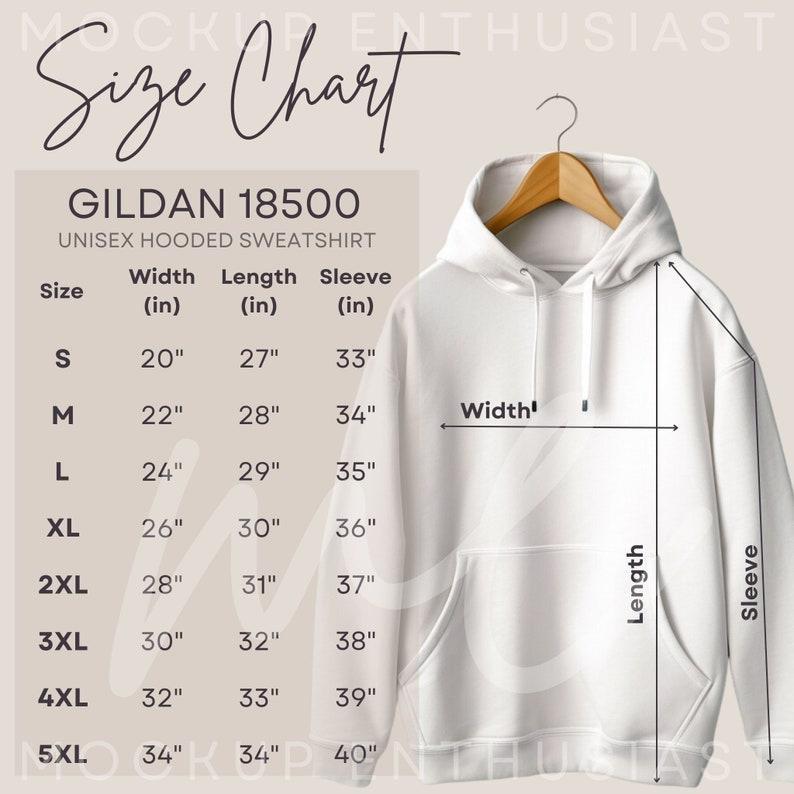 MOCKUP ENTHUSIAST
Size Chart
GILDAN 18500
UNISEX HOODED SWEATSHIRT
Size Width (in) Length (in) Sleeve (in)
S 20" 27" 33"
M 22" 28" 34"
L 24" 29" 35"
XL 26" 30" 36"
2XL 28" 31" 37"
3XL 30" 32" 38"
4XL 32" 33" 39"
5XL 34" 34" 40"
Width
Length
Sleeve
me
MOCKUP ENTHUSIAST